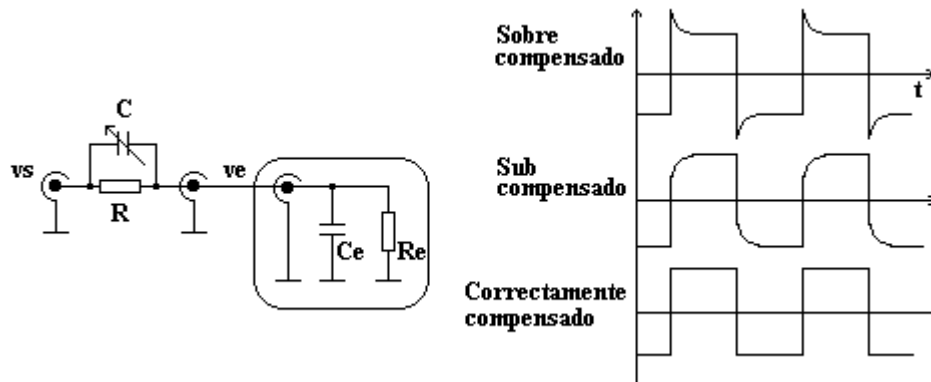 C
vs
ve
R
Ce
Re
Sobre
compensado
t
Sub
compensado
Correctamente
compensado